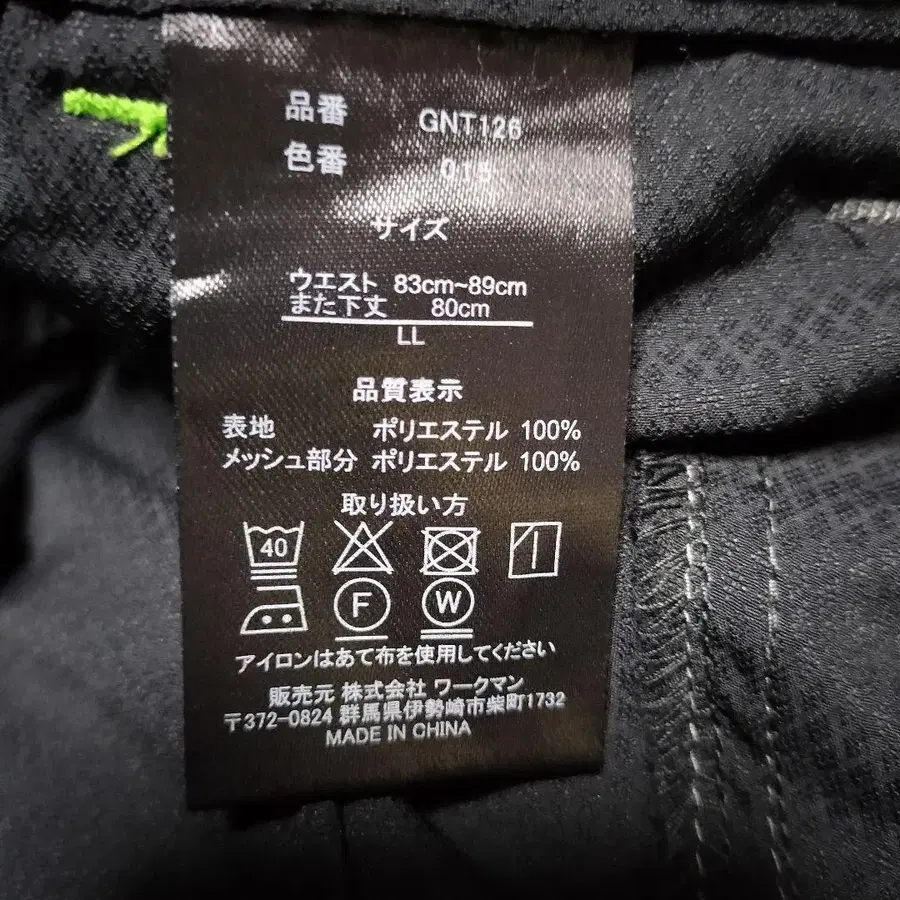 品番 GNT126
色番 015
サイズ
ウエスト 83cm~89cm
また下丈 80cm
LL
品質表示
表地 ポリエステル 100%
メッシュ部分 ポリエステル 100%
取り扱い方
40
F W
アイロンはあて布を使用してください
販売元 株式会社 ワークマン
〒372-0824 群馬県伊勢崎市柴町1732
MADE IN CHINA